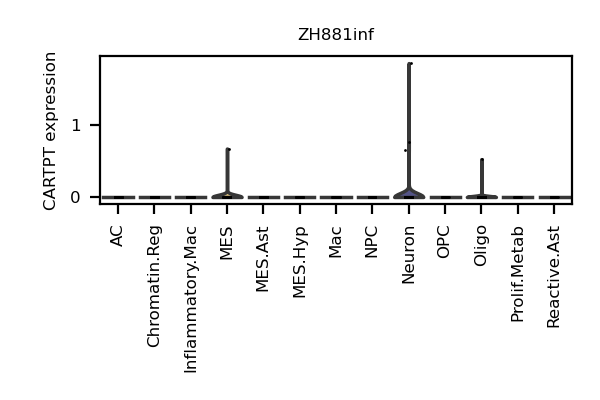 ZH881inf
CARTPT expression
1
0
AC
Chromatin.Reg
Inflammatory.Mac
MES
MES.Ast
MES.Hyp
Mac
NPC
Neuron
OPC
Oligo
Prolif.Metab
Reactive.Ast